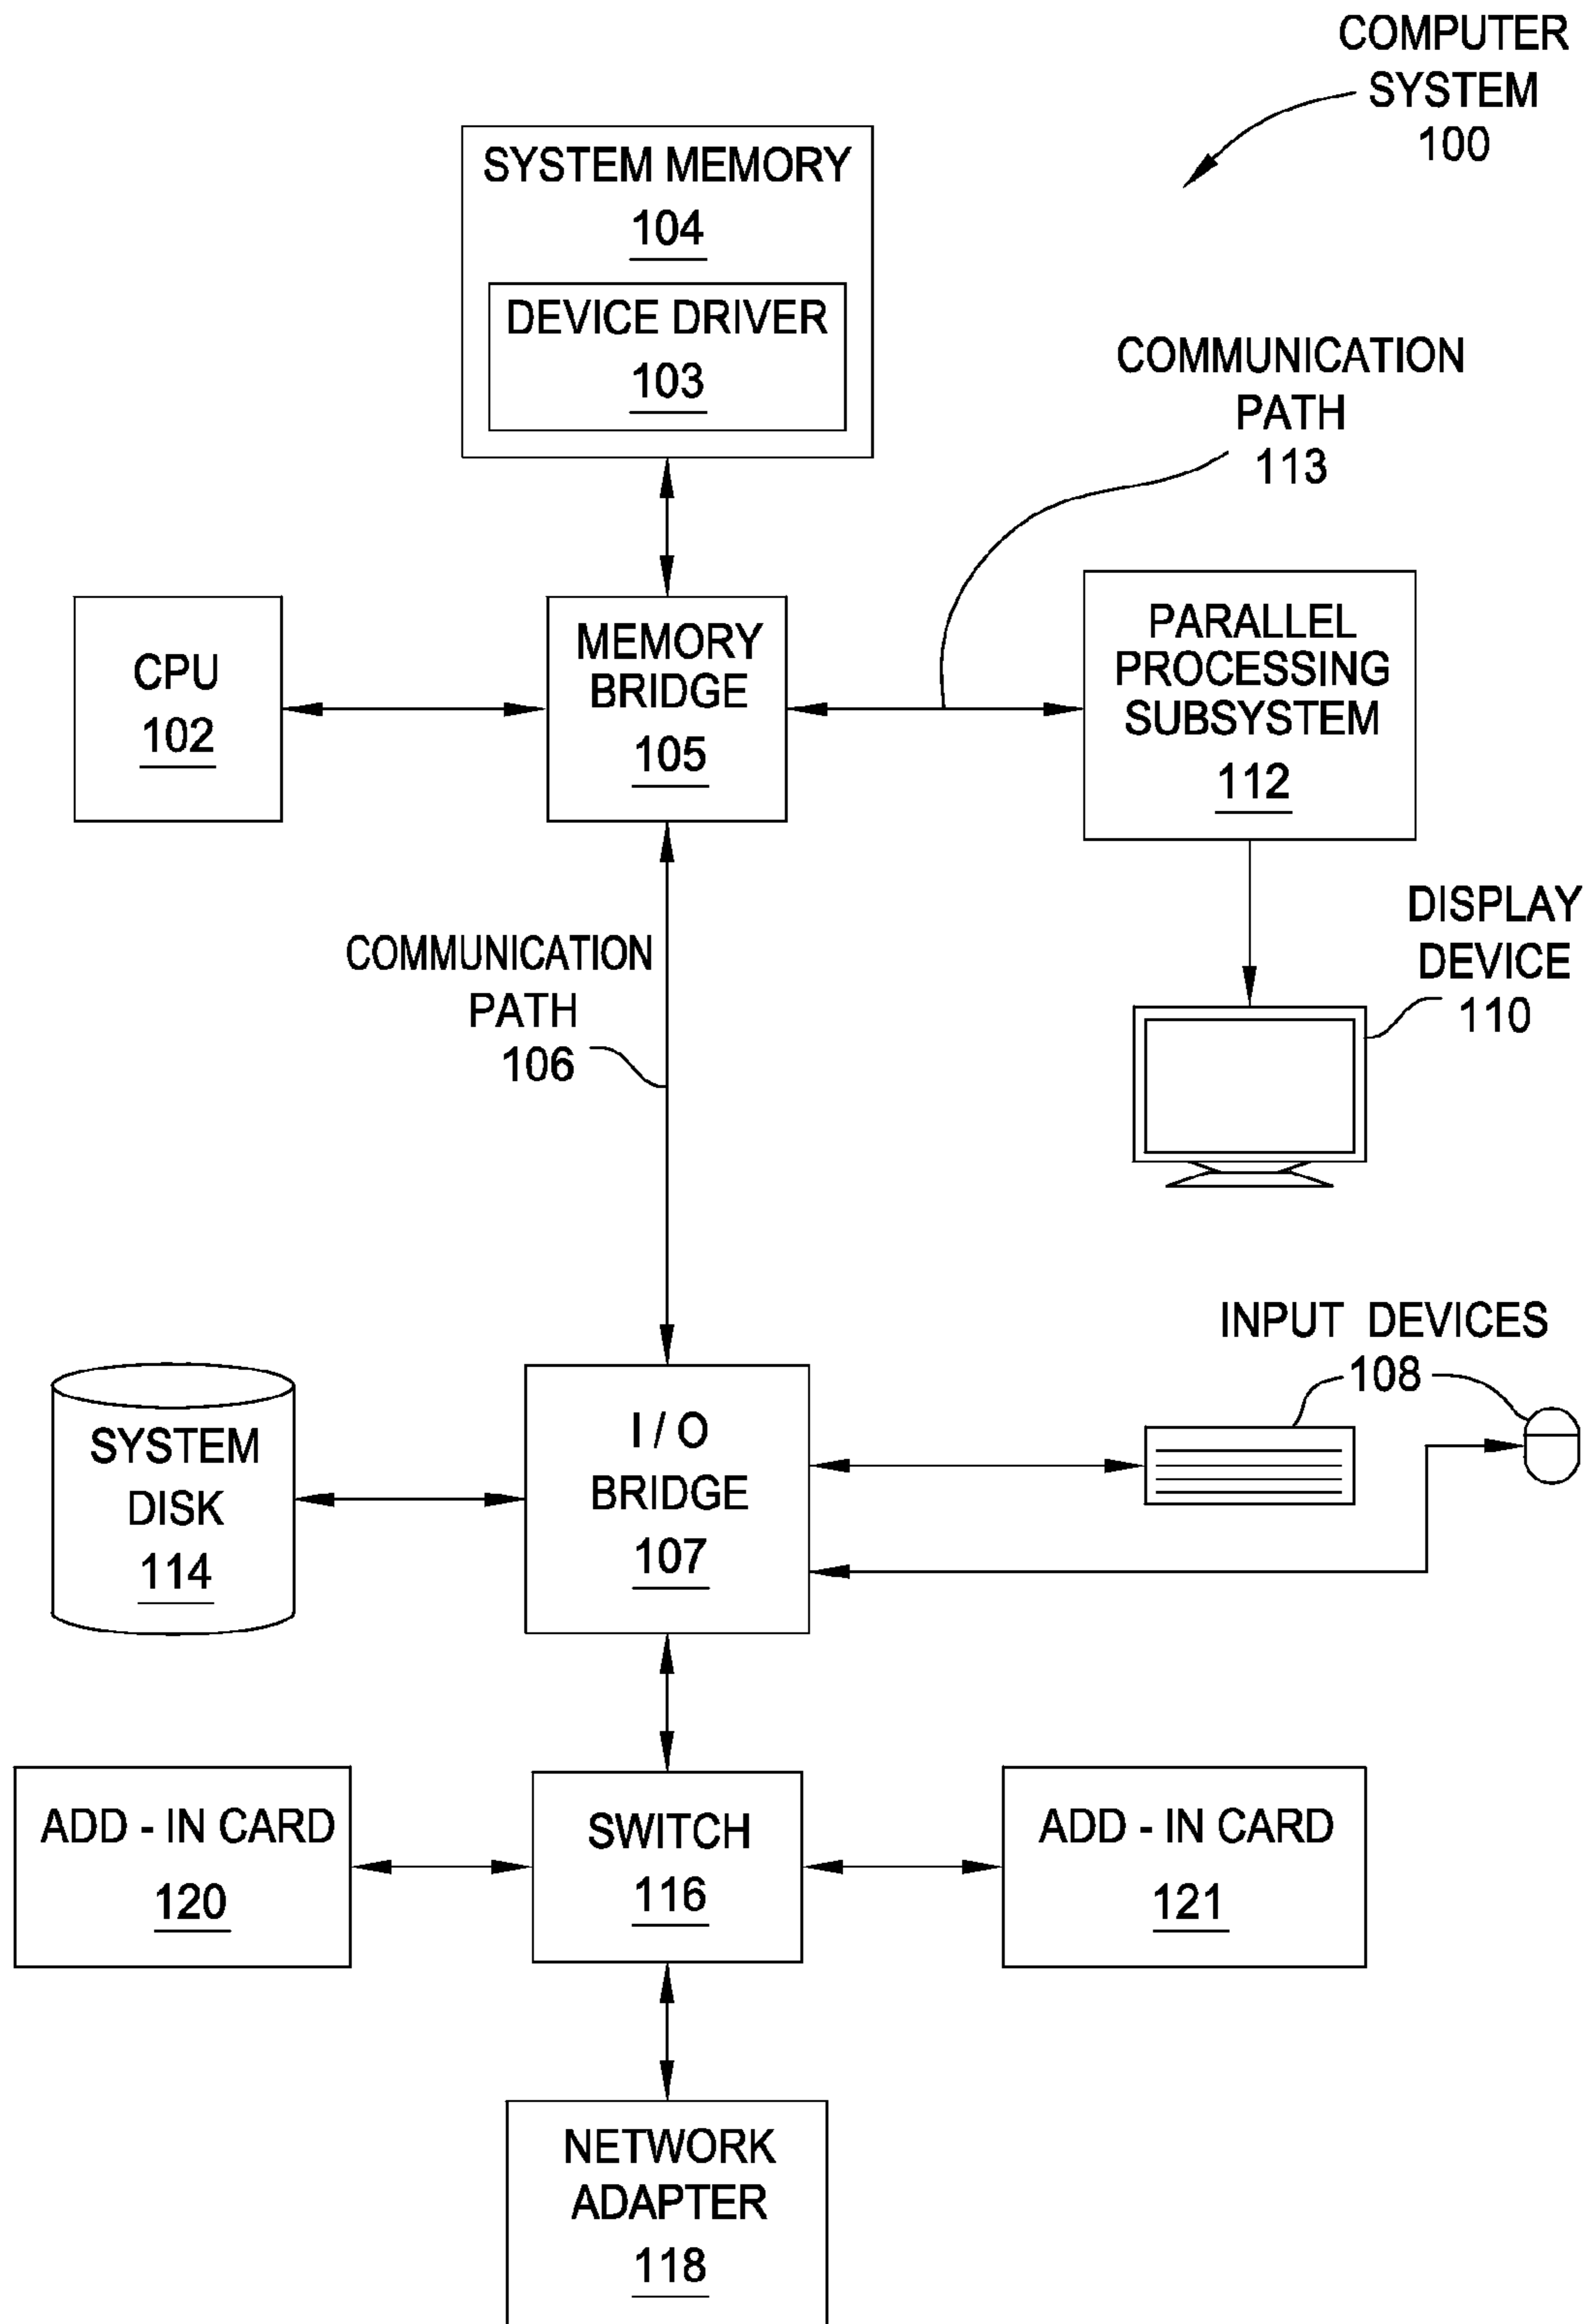 COMPUTER
SYSTEM
100
SYSTEM MEMORY
104
DEVICE DRIVER
103
COMMUNICATION
PATH
113
CPU
102
MEMORY
BRIDGE
105
PARALLEL
PROCESSING
SUBSYSTEM
112
COMMUNICATION
PATH
106
DISPLAY
DEVICE
110
INPUT DEVICES
108
SYSTEM
DISK
114
I / O
BRIDGE
107
ADD - IN CARD
120
SWITCH
116
ADD - IN CARD
121
NETWORK
ADAPTER
118